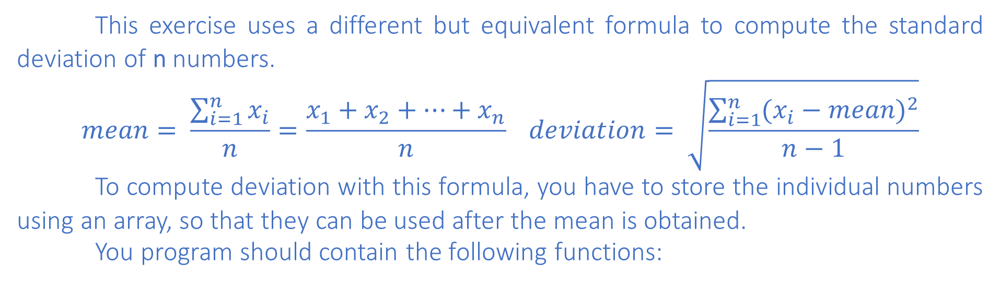 This exercise uses a different but equivalent formula to compute the standard
deviation of n numbers.
mean = \frac{\sum_{i=1}^{n} x_i}{n} = \frac{x_1 + x_2 + \cdots + x_n}{n} deviation = \sqrt{\frac{\sum_{i=1}^{n} (x_i - mean)^2}{n - 1}}
To compute deviation with this formula, you have to store the individual numbers
using an array, so that they can be used after the mean is obtained.
You program should contain the following functions: